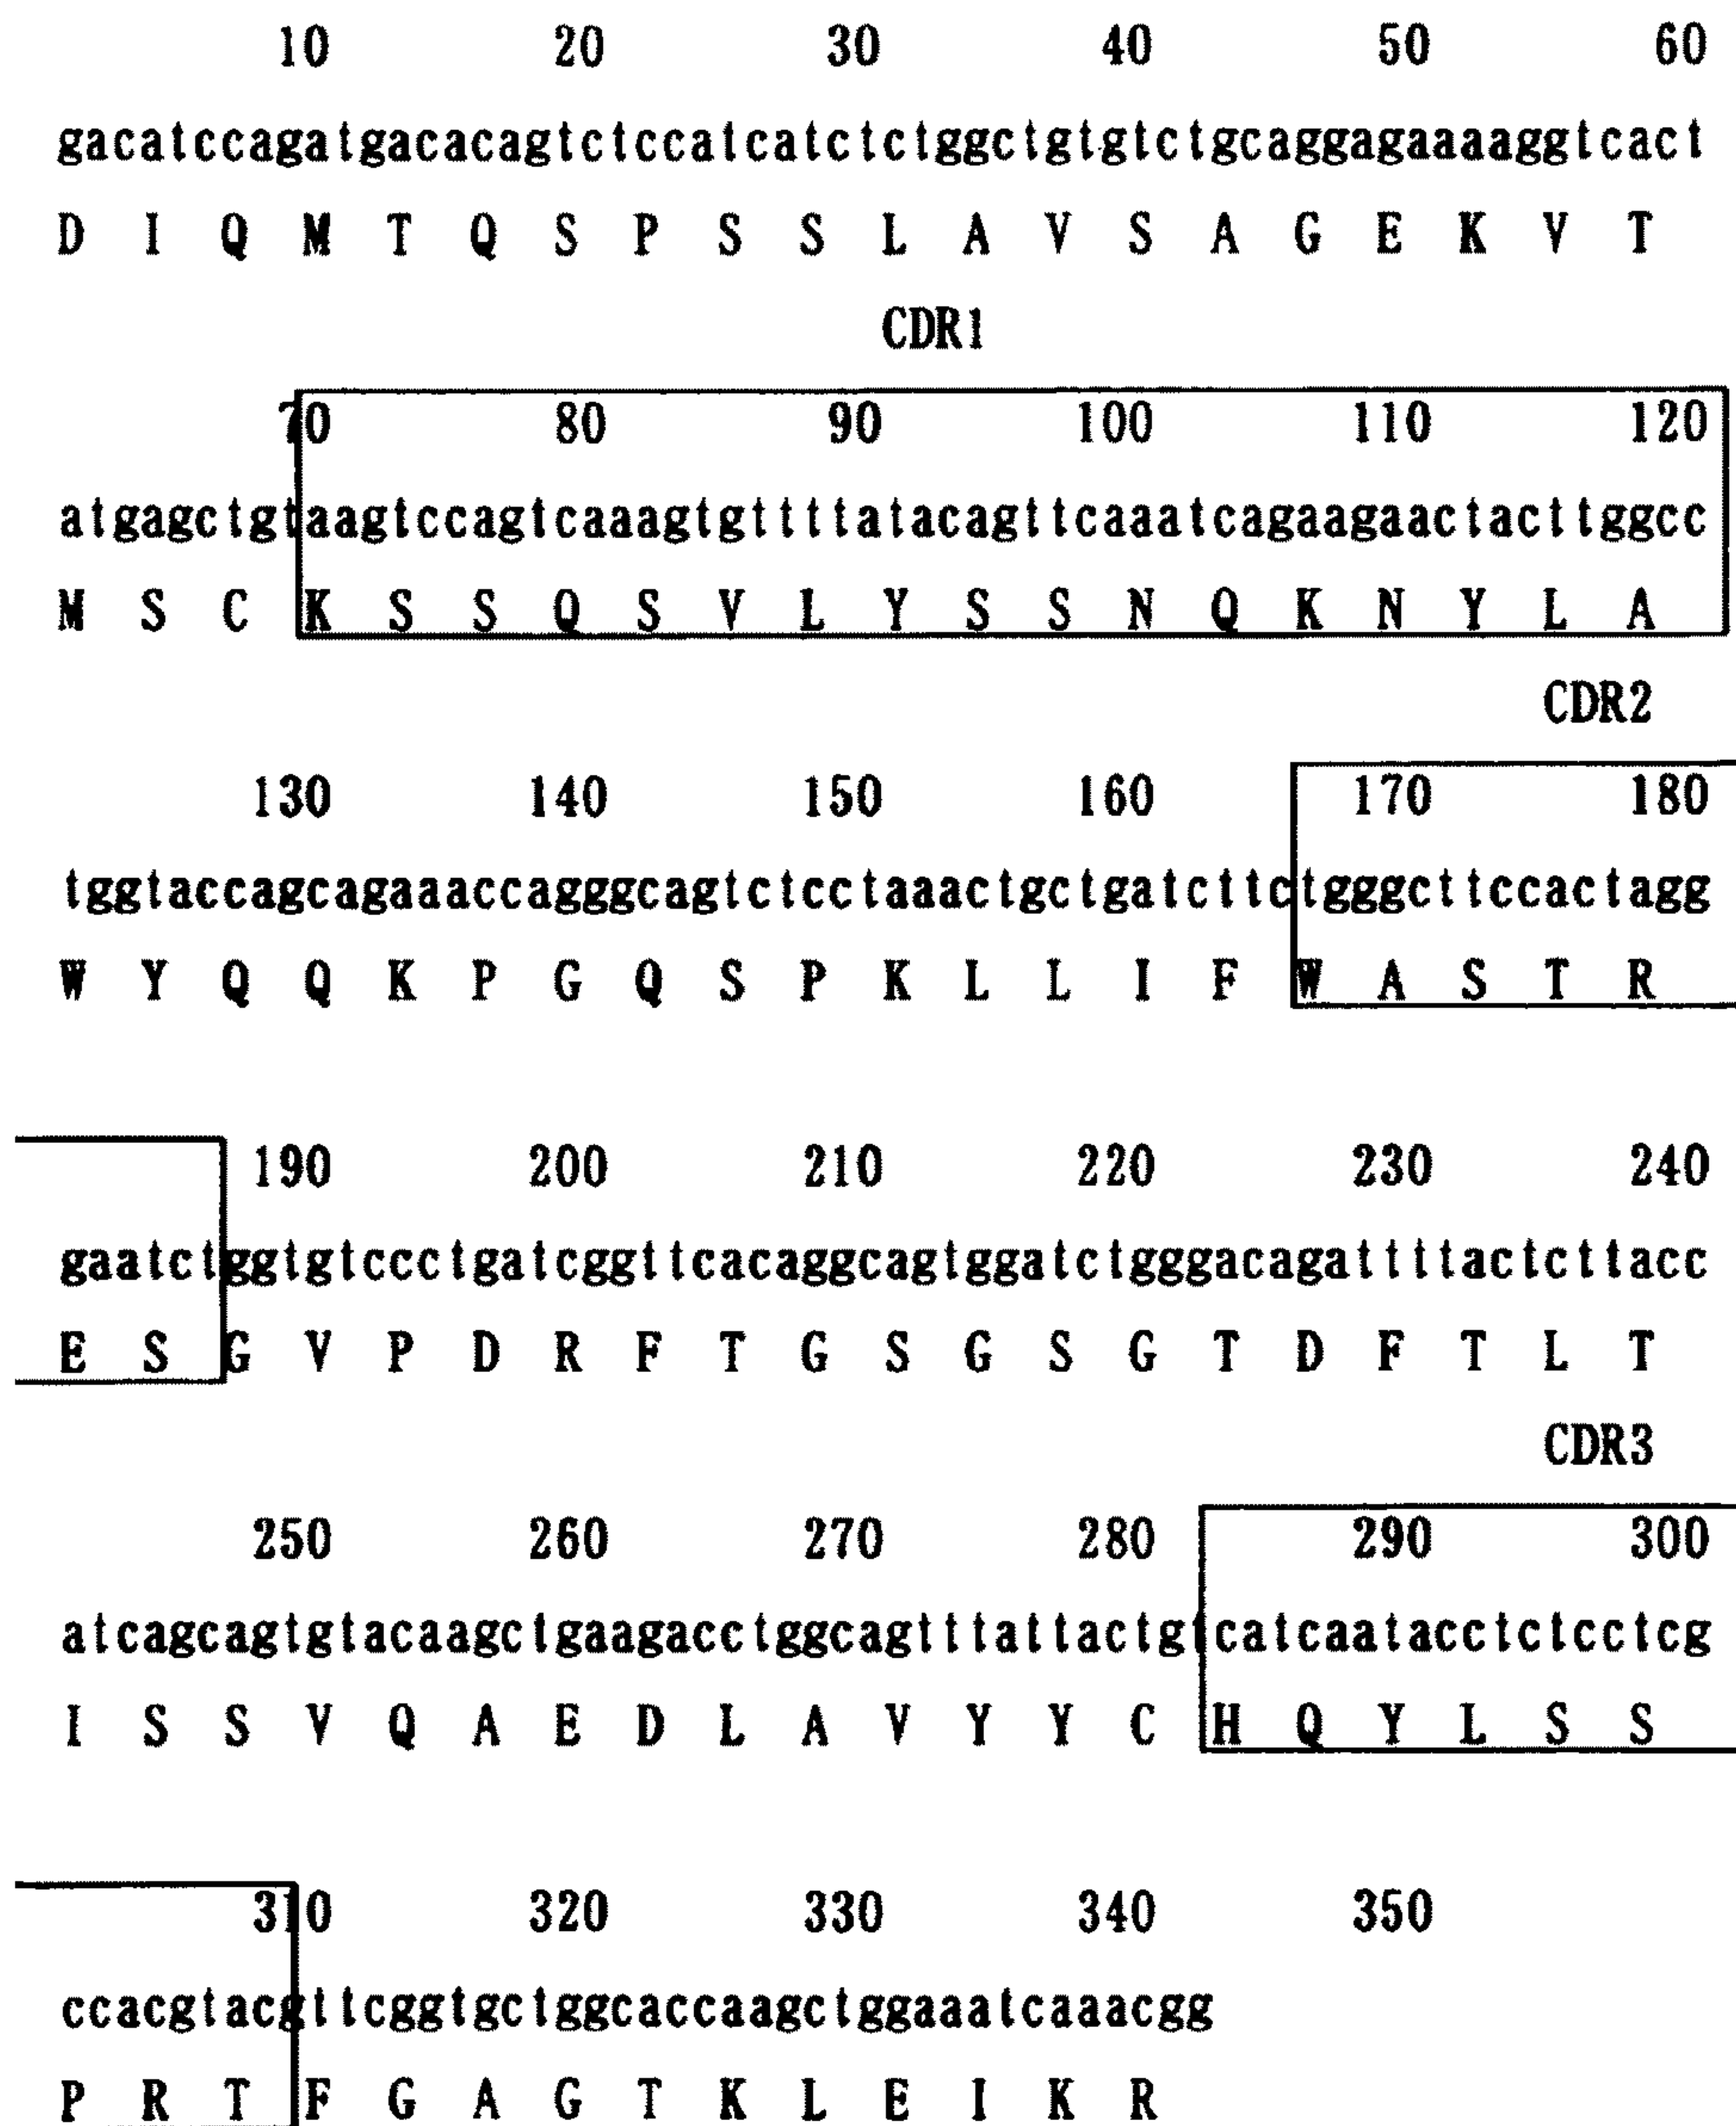 10 20 30 40 50 60
gacatccagatgacacagtctccatcatctctggctgtgtctgcaggagaaaaggtcact
D I Q M T Q S P S S L A V S A G E K V T
CDR1
70 80 90 100 110 120
atgagctgtaagtccagtcaaagtgttttatacagttcaaatcagaagaactacttggcc
M S C K S S Q S V L Y S S N Q K N Y L A
CDR2
130 140 150 160 170 180
tggtaccagcagaaaccagggcagtctcctaaactgctgatcttctgggcttccactagg
W Y Q Q K P G Q S P K L L I F W A S T R
190 200 210 220 230 240
gaatctggtgtccctgatcggttcacaggcagtggatctgggacagattttactcttacc
E S G V P D R F T G S G S G T D F T L T
CDR3
250 260 270 280 290 300
atcagcagtgtacaagctgaagacctggcagtttattactgtcatcaatacctctcctcg
I S S V Q A E D L A V Y Y C H Q Y L S S
310 320 330 340 350
ccacgtacgttcggtgctggcaccaagctggaaatcaaacgg
P R T F G A G T K L E I K R